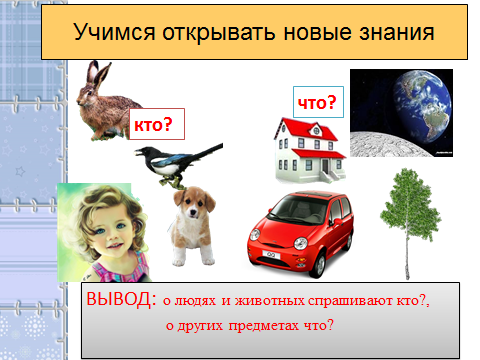 Учимся открывать новые знания
кто?
что?
ВЫВОД: о людях и животных спрашивают кто?,
о других предметах что?